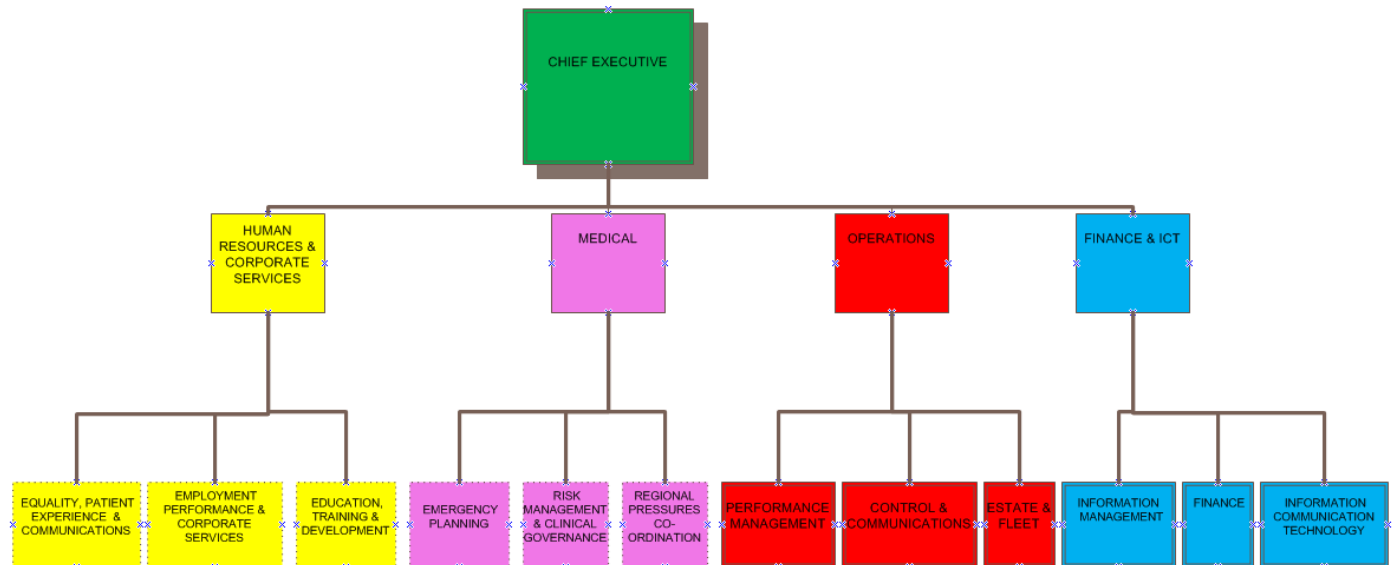 CHIEF EXECUTIVE
HUMAN
RESOURCES &
CORPORATE
SERVICES
MEDICAL
OPERATIONS
FINANCE & ICT
EQUALITY, PATIENT
EXPERIENCE &
COMMUNICATIONS
EMPLOYMENT
PERFORMANCE &
CORPORATE
SERVICES
EDUCATION,
TRAINING &
DEVELOPMENT
EMERGENCY
PLANNING
RISK
MANAGEMENT
& CLINICAL
GOVERNANCE
REGIONAL
PRESSURES
CO-
ORDINATION
PERFORMANCE
MANAGEMENT
CONTROL &
COMMUNICATIONS
ESTATE &
FLEET
INFORMATION
MANAGEMENT
FINANCE
INFORMATION
COMMUNICATION
TECHNOLOGY